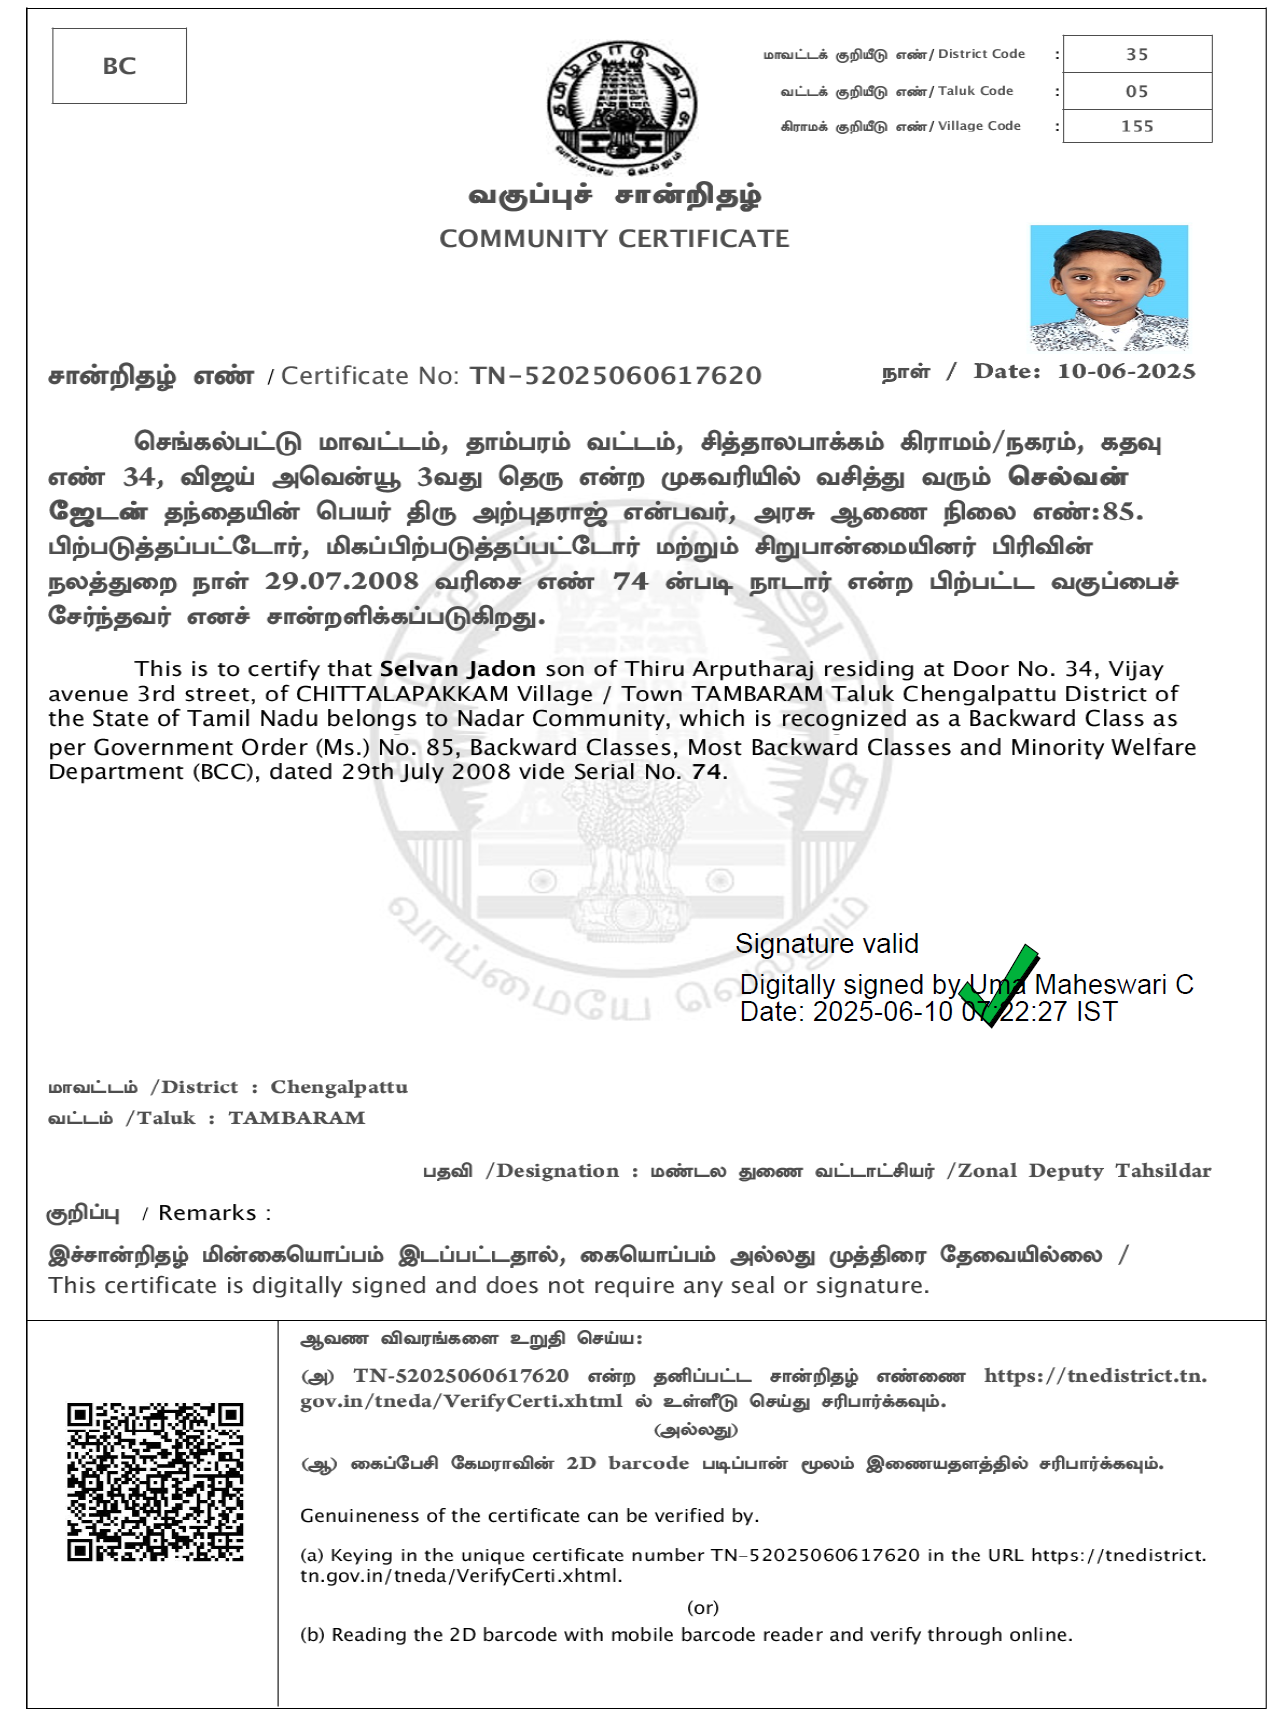 BC
மாவட்டக் குறியீடு எண்/ District Code : 35
வட்டக் குறியீடு எண்/ Taluk Code : 05
கிராமக் குறியீடு எண்/ Village Code : 155
தமிழ்நாடு அரசு
வாய்மையே வெல்லும்
வகுப்புச் சான்றிதழ்
COMMUNITY CERTIFICATE
சான்றிதழ் எண் / Certificate No: TN-52025060617620
நாள் / Date: 10-06-2025
செங்கல்பட்டு மாவட்டம், தாம்பரம் வட்டம், சித்தாலபாக்கம் கிராமம்/நகரம், கதவு
எண் 34, விஜய் அவென்யூ 3வது தெரு என்ற முகவரியில் வசித்து வரும் செல்வன்
ஜேடன் தந்தையின் பெயர் திரு அற்புதராஜ் என்பவர், அரசு ஆணை நிலை எண்:85.
பிற்படுத்தப்பட்டோர், மிகப்பிற்படுத்தப்பட்டோர் மற்றும் சிறுபான்மையினர் பிரிவின்
நலத்துறை நாள் 29.07.2008 வரிசை எண் 74 ன்படி நாடார் என்ற பிற்பட்ட வகுப்பைச்
சேர்ந்தவர் எனச் சான்றளிக்கப்படுகிறது.
This is to certify that Selvan Jadon son of Thiru Arputharaj residing at Door No. 34, Vijay
avenue 3rd street, of CHITTALAPAKKAM Village / Town TAMBARAM Taluk Chengalpattu District of
the State of Tamil Nadu belongs to Nadar Community, which is recognized as a Backward Class as
per Government Order (Ms.) No. 85, Backward Classes, Most Backward Classes and Minority Welfare
Department (BCC), dated 29th July 2008 vide Serial No. 74.
தமிழ்நாடு அரசு
வாய்மையே வெல்லும்
Signature valid
Digitally signed by Uma Maheswari C
Date: 2025-06-10 07:22:27 IST
மாவட்டம் /District : Chengalpattu
வட்டம் /Taluk : TAMBARAM
பதவி /Designation : மண்டல துணை வட்டாட்சியர் /Zonal Deputy Tahsildar
குறிப்பு / Remarks :
இச்சான்றிதழ் மின்கையொப்பம் இடப்பட்டதால், கையொப்பம் அல்லது முத்திரை தேவையில்லை /
This certificate is digitally signed and does not require any seal or signature.
ஆவண விவரங்களை உறுதி செய்ய:
(அ) TN-52025060617620 என்ற தனிப்பட்ட சான்றிதழ் எண்ணை https://tnedistrict.tn.
gov.in/tneda/VerifyCerti.xhtml ல் உள்ளீடு செய்து சரிபார்க்கவும்.
(அல்லது)
(ஆ) கைப்பேசி கேமராவின் 2D barcode படிப்பான் மூலம் இணையதளத்தில் சரிபார்க்கவும்.
Genuineness of the certificate can be verified by.
(a) Keying in the unique certificate number TN-52025060617620 in the URL https://tnedistrict.
tn.gov.in/tneda/VerifyCerti.xhtml.
(or)
(b) Reading the 2D barcode with mobile barcode reader and verify through online.